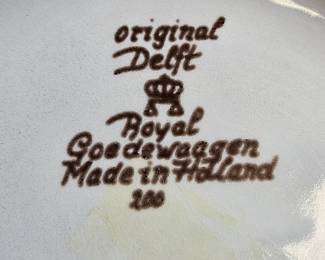 original
Delft
Royal
Goedewaagen
Made in Holland
200